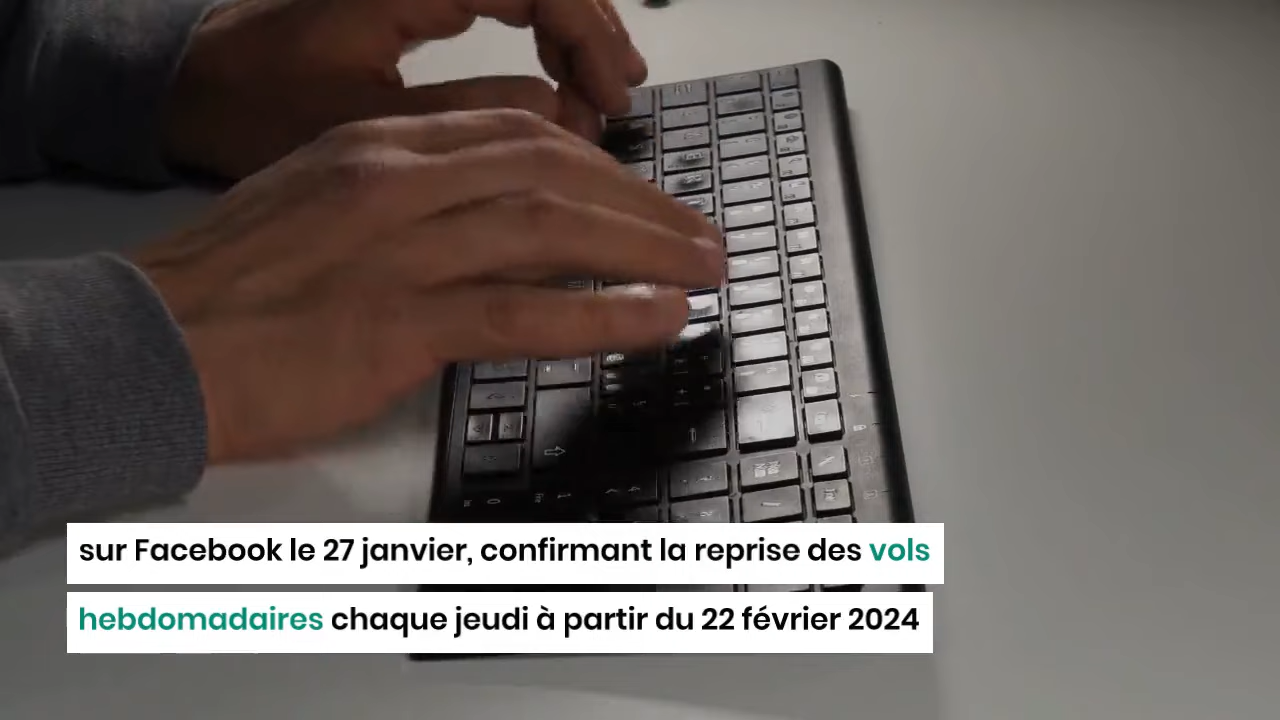 sur Facebook le 27 janvier, confirmant la reprise des vols
hebdomadaires chaque jeudi à partir du 22 février 2024